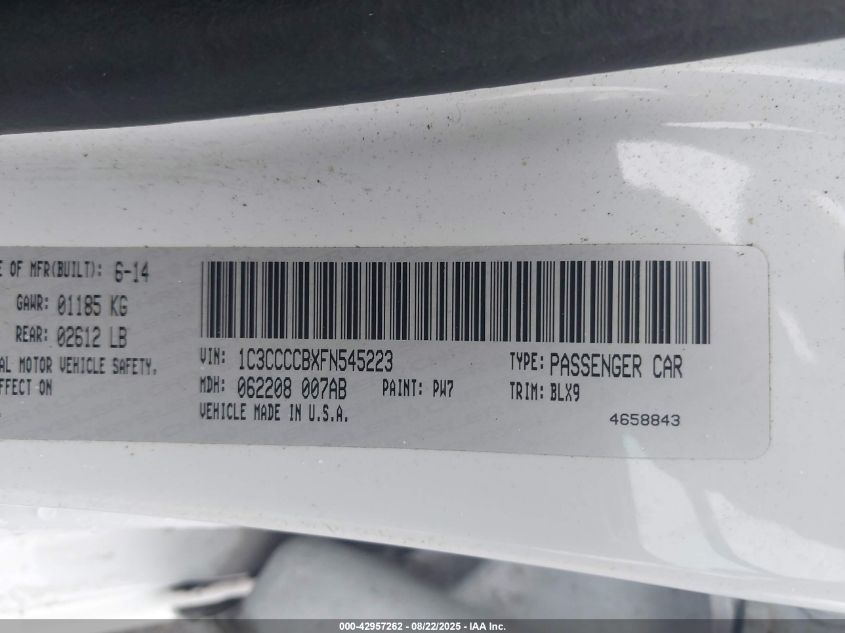 E OF MFR(BUILT): 6-14
GAWR: 01185 KG
REAR: 02612 LB
AL MOTOR VEHICLE SAFETY,
FFECT ON
VIN: 1C3CCCCBXFN545223
TYPE: PASSENGER CAR
MDH: 062208 007AB
PAINT: PW7
TRIM: BLX9
VEHICLE MADE IN U.S.A.
4658843
000-42957262 - 08/22/2025 - IAA Inc.